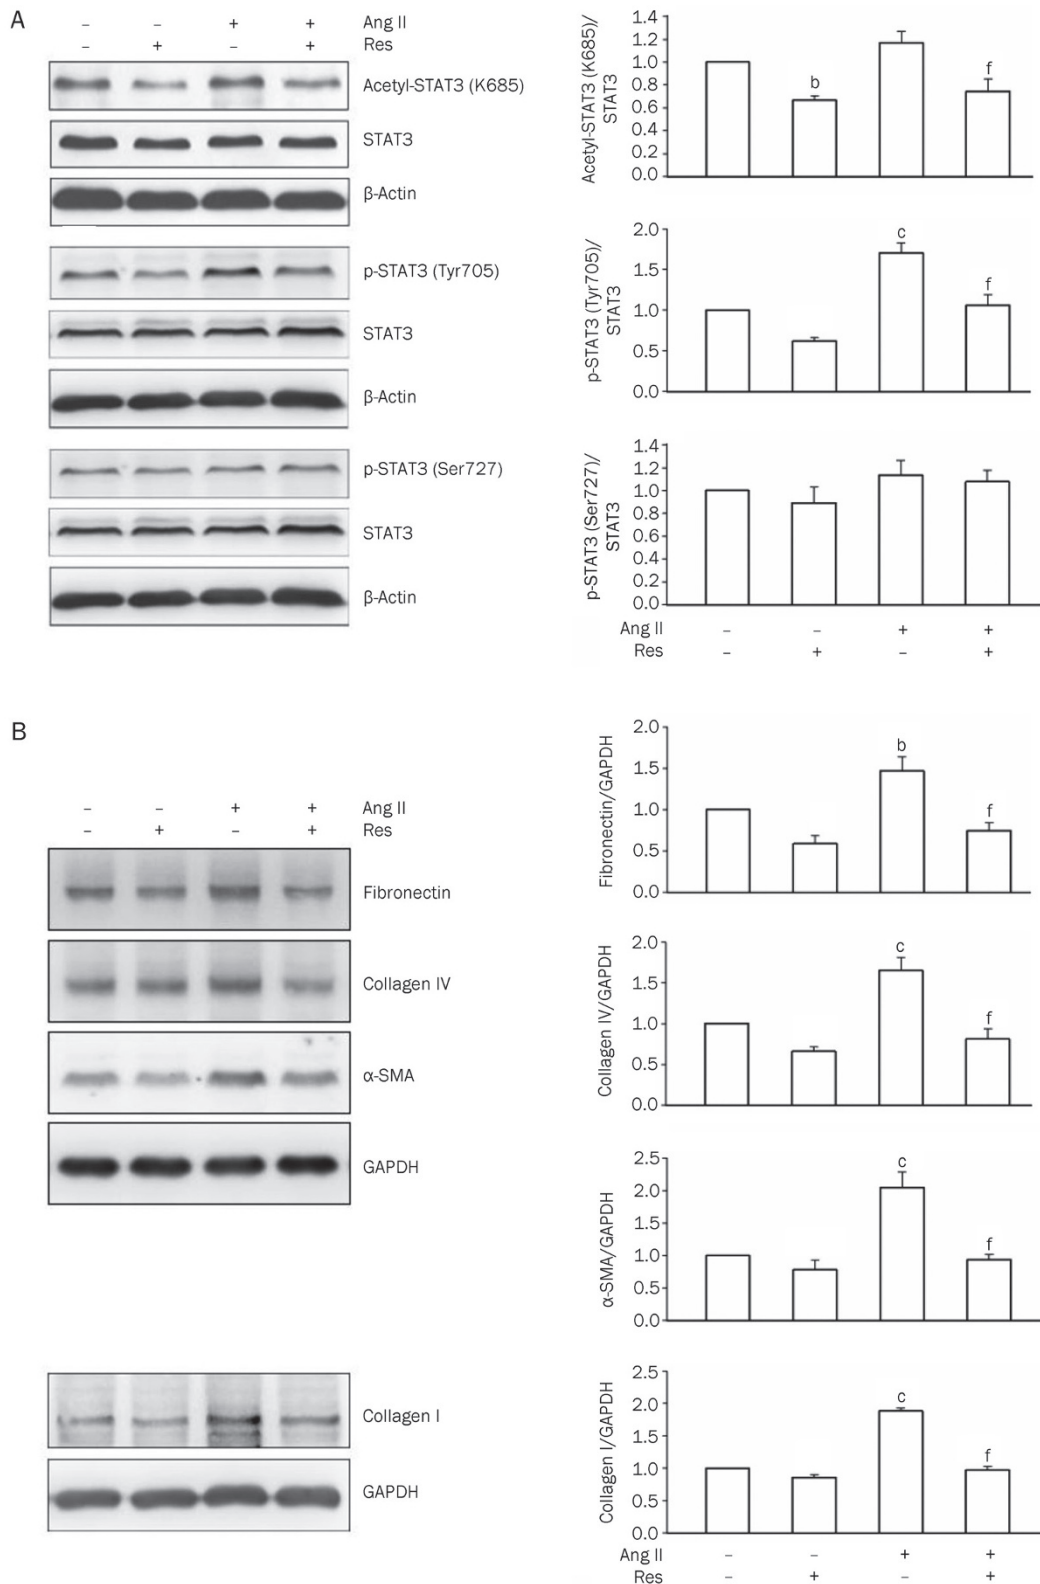 A
– – + + Ang II
– + – + Res
Acetyl-STAT3 (K685)
STAT3
β-Actin
p-STAT3 (Tyr705)
STAT3
β-Actin
p-STAT3 (Ser727)
STAT3
β-Actin
Acetyl-STAT3 (K685)/
STAT3
1.4
1.2
1.0
0.8
0.6
0.4
0.2
0.0
b
f
p-STAT3 (Tyr705)/
STAT3
2.0
1.5
1.0
0.5
0.0
c
f
p-STAT3 (Ser727)/
STAT3
1.4
1.2
1.0
0.8
0.6
0.4
0.2
0.0
Ang II – – + +
Res – + – +
B
– – + + Ang II
– + – + Res
Fibronectin
Collagen IV
α-SMA
GAPDH
Collagen I
GAPDH
Fibronectin/GAPDH
2.0
1.5
1.0
0.5
0.0
b
f
Collagen IV/GAPDH
2.0
1.5
1.0
0.5
0.0
c
f
α-SMA/GAPDH
2.5
2.0
1.5
1.0
0.5
0.0
c
f
Collagen I/GAPDH
2.5
2.0
1.5
1.0
0.5
0.0
c
f
Ang II – – + +
Res – + – +